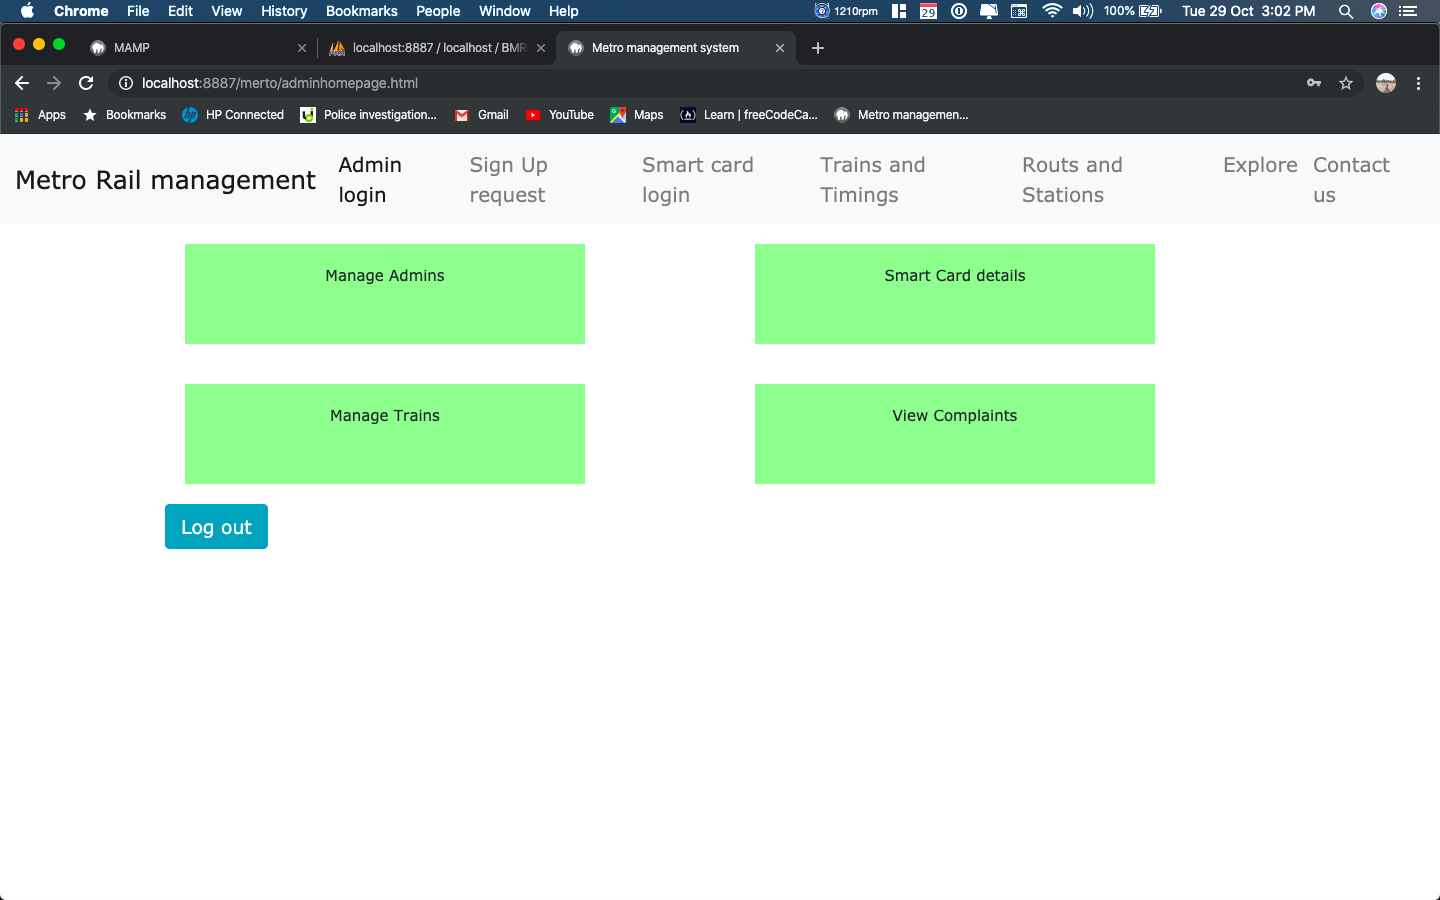 Chrome File Edit View History Bookmarks People Window Help 1210rpm 29 100% Tue 29 Oct 3:02 PM
MAMP localhost:8887 / localhost / BMR Metro management system
localhost:8887/merto/adminhomepage.html
Apps Bookmarks HP Connected Police investigation... Gmail YouTube Maps Learn | freeCodeCa... Metro managemen...
Metro Rail management
Admin
login
Sign Up
request
Smart card
login
Trains and
Timings
Routs and
Stations
Explore
Contact
us
Manage Admins
Smart Card details
Manage Trains
View Complaints
Log out